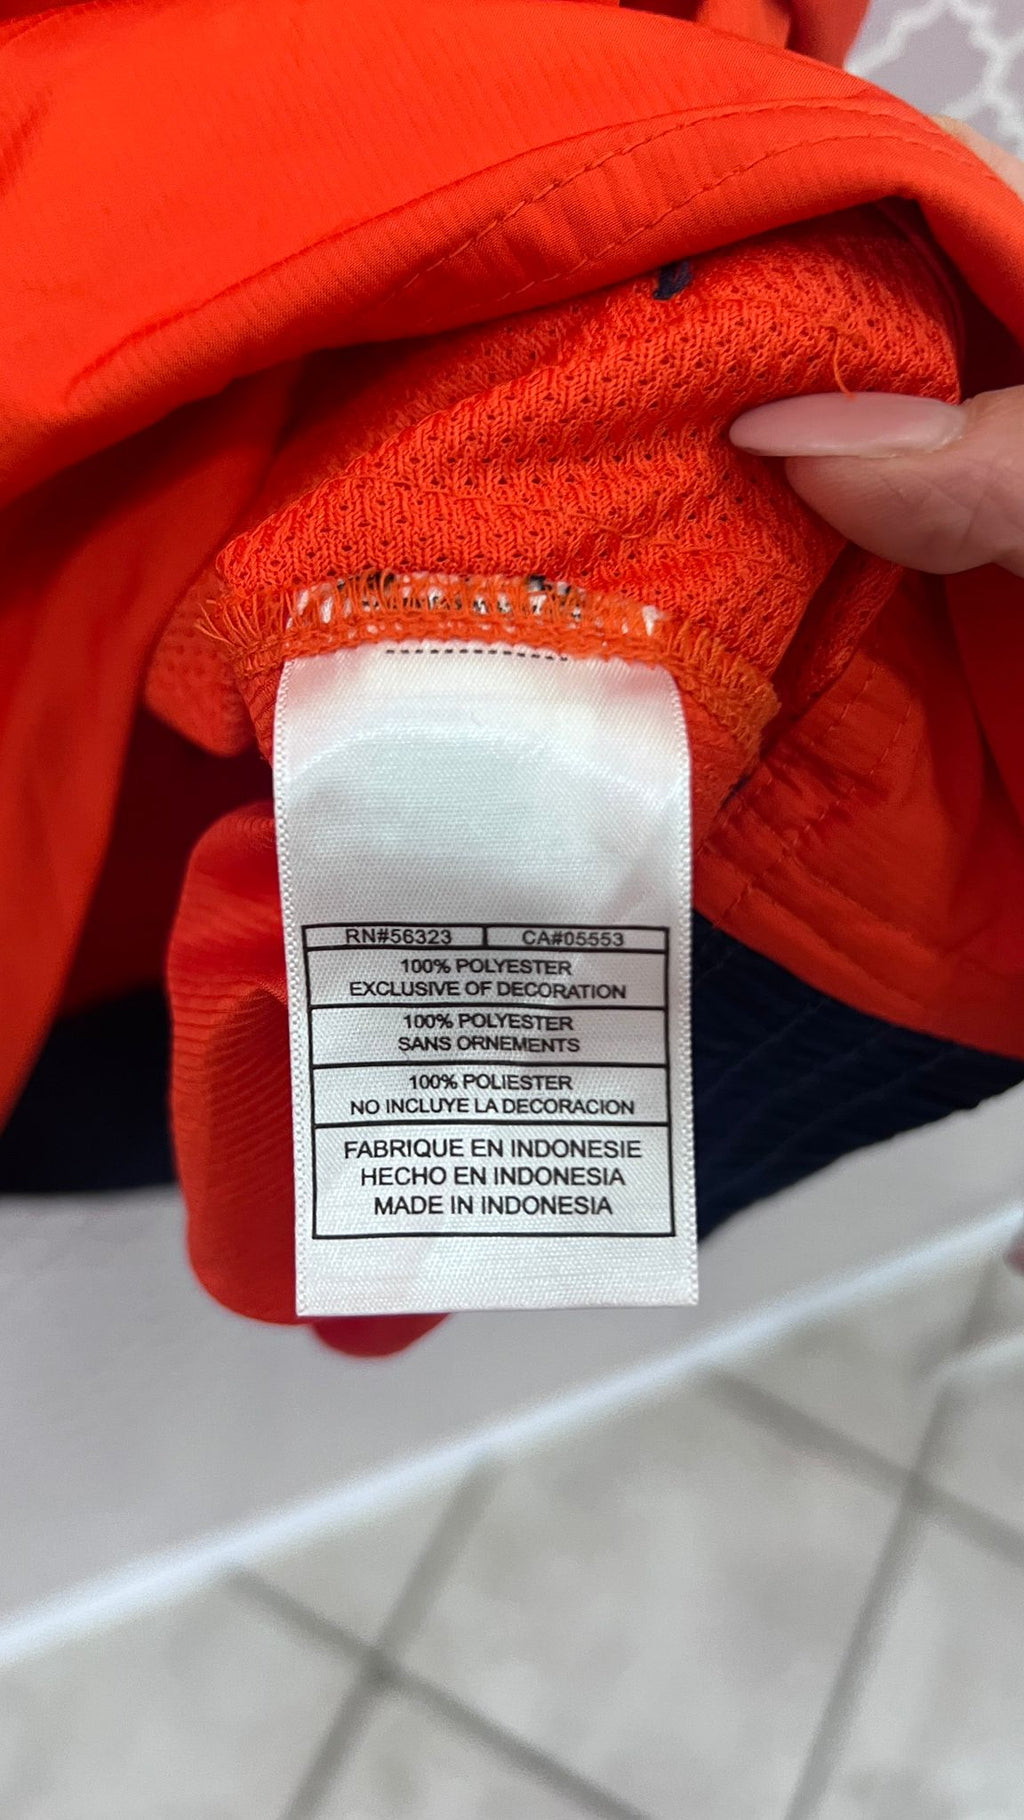 RN#56323 CA#05553
100% POLYESTER
EXCLUSIVE OF DECORATION
100% POLYESTER
SANS ORNEMENTS
100% POLIESTER
NO INCLUYE LA DECORACION
FABRIQUE EN INDONESIE
HECHO EN INDONESIA
MADE IN INDONESIA